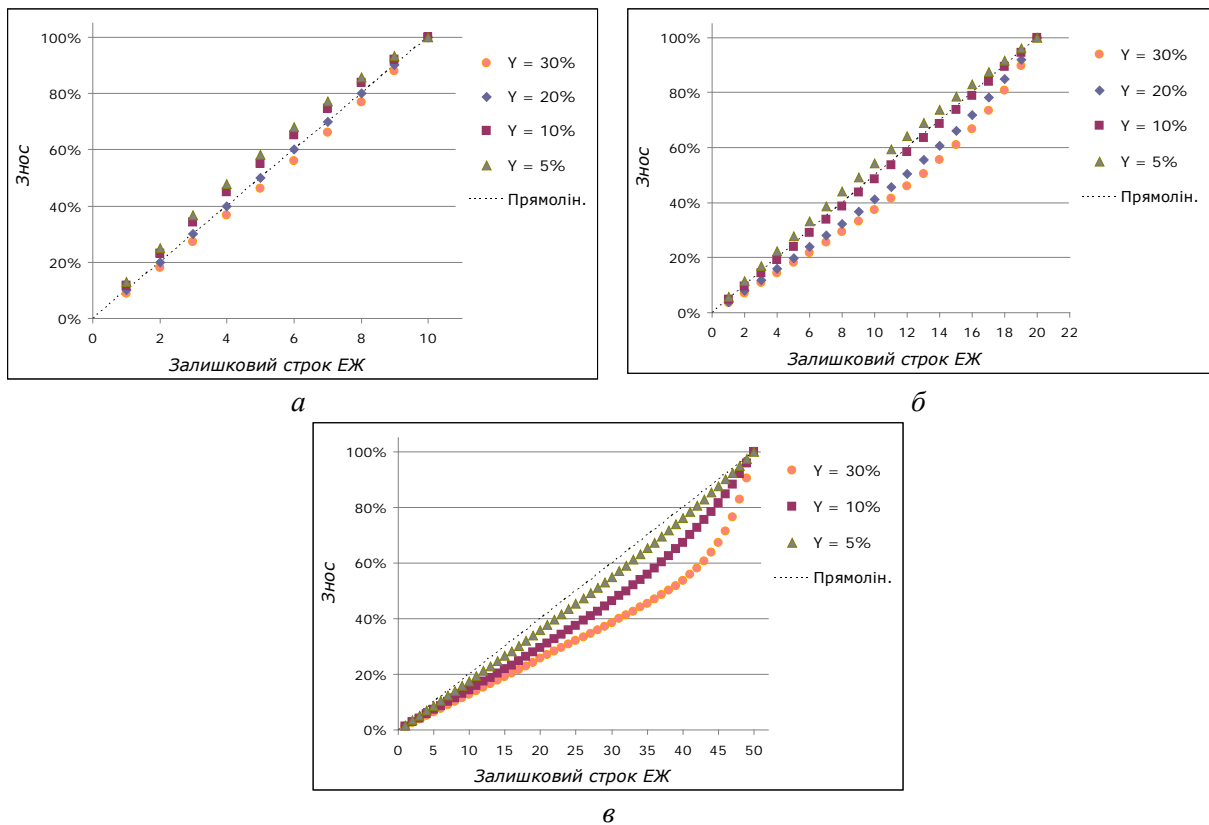 100%
80%
60%
40%
20%
0%
Знос
0 2 4 6 8 10
Залишковий строк ЕЖ
Y = 30%
Y = 20%
Y = 10%
Y = 5%
Прямолін.
а
100%
80%
60%
40%
20%
0%
Знос
0 2 4 6 8 10 12 14 16 18 20 22
Залишковий строк ЕЖ
Y = 30%
Y = 20%
Y = 10%
Y = 5%
Прямолін.
б
100%
80%
60%
40%
20%
0%
Знос
0 5 10 15 20 25 30 35 40 45 50
Залишковий строк ЕЖ
Y = 30%
Y = 10%
Y = 5%
Прямолін.
в